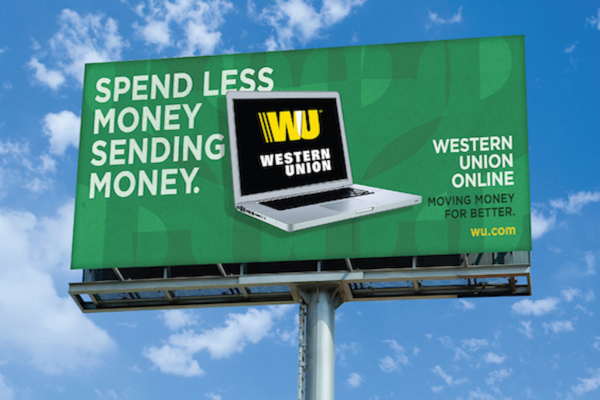 SPEND LESS
MONEY
SENDING
MONEY.
WU
WESTERN
UNION
WESTERN
UNION
ONLINE
MOVING MONEY
FOR BETTER.
wu.com